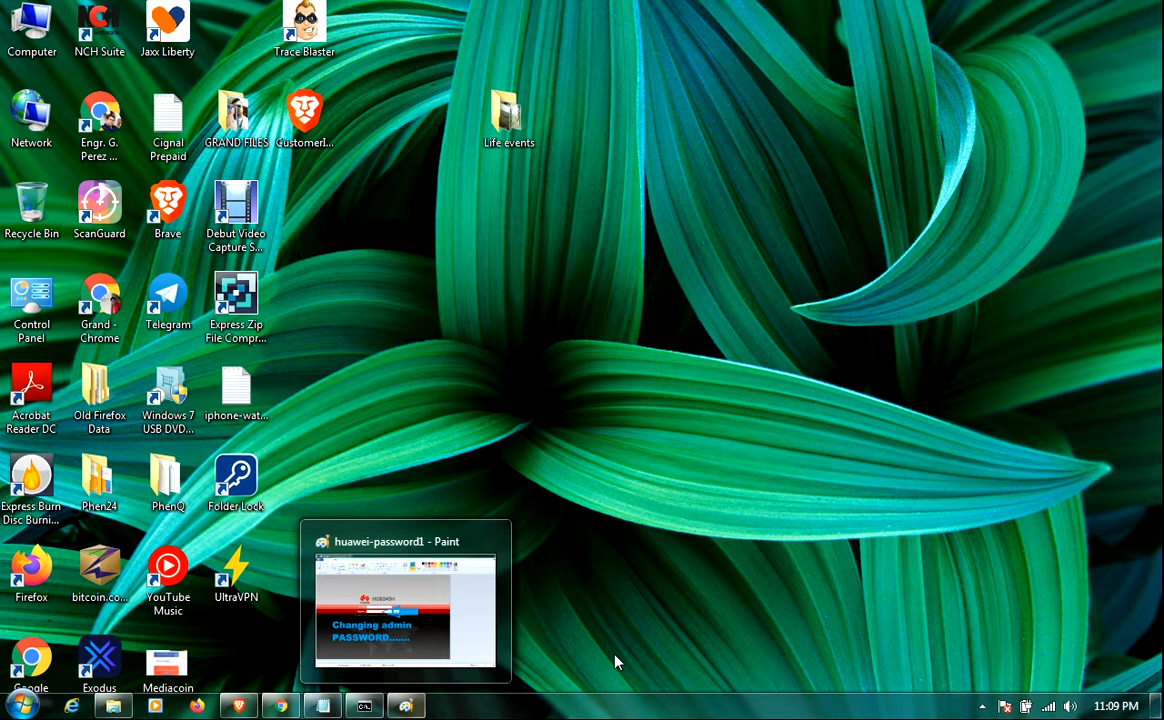 Computer
NCH Suite
Jaxx Liberty
Trace Blaster
Network
Engr. G.
Perez ...
Cignal
Prepaid
GRAND FILES
CustomerI...
Life events
Recycle Bin
ScanGuard
Brave
Debut Video
Capture S...
Control
Panel
Grand -
Chrome
Telegram
Express Zip
File Compr...
Acrobat
Reader DC
Old Firefox
Data
Windows 7
USB DVD...
iphone-wat...
Express Burn
Disc Burni...
Phen24
PhenQ
Folder Lock
huawei-password1 - Paint
Changing admin
PASSWORD.......
Firefox
bitcoin.co...
YouTube
Music
UltraVPN
Google
Exodus
Mediacoin
11:09 PM